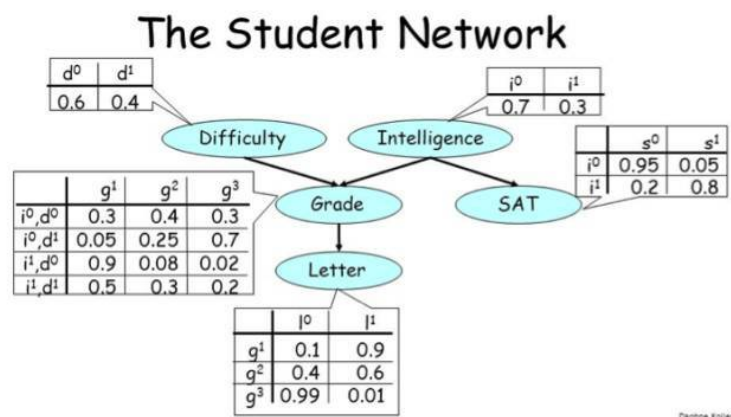 The Student Network
d⁰ d¹
0.6 0.4
i⁰ i¹
0.7 0.3
Difficulty
Intelligence
s⁰ s¹
i⁰ 0.95 0.05
i¹ 0.2 0.8
g¹ g² g³
i⁰,d⁰ 0.3 0.4 0.3
i⁰,d¹ 0.05 0.25 0.7
i¹,d⁰ 0.9 0.08 0.02
i¹,d¹ 0.5 0.3 0.2
Grade
SAT
Letter
l⁰ l¹
g¹ 0.1 0.9
g² 0.4 0.6
g³ 0.99 0.01